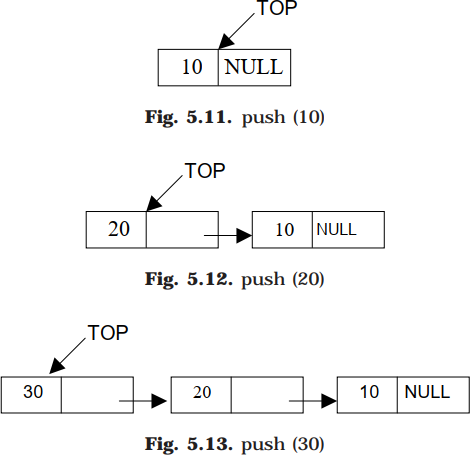 TOP
10 NULL
Fig. 5.11. push (10)
TOP
20 10 NULL
Fig. 5.12. push (20)
TOP
30 20 10 NULL
Fig. 5.13. push (30)